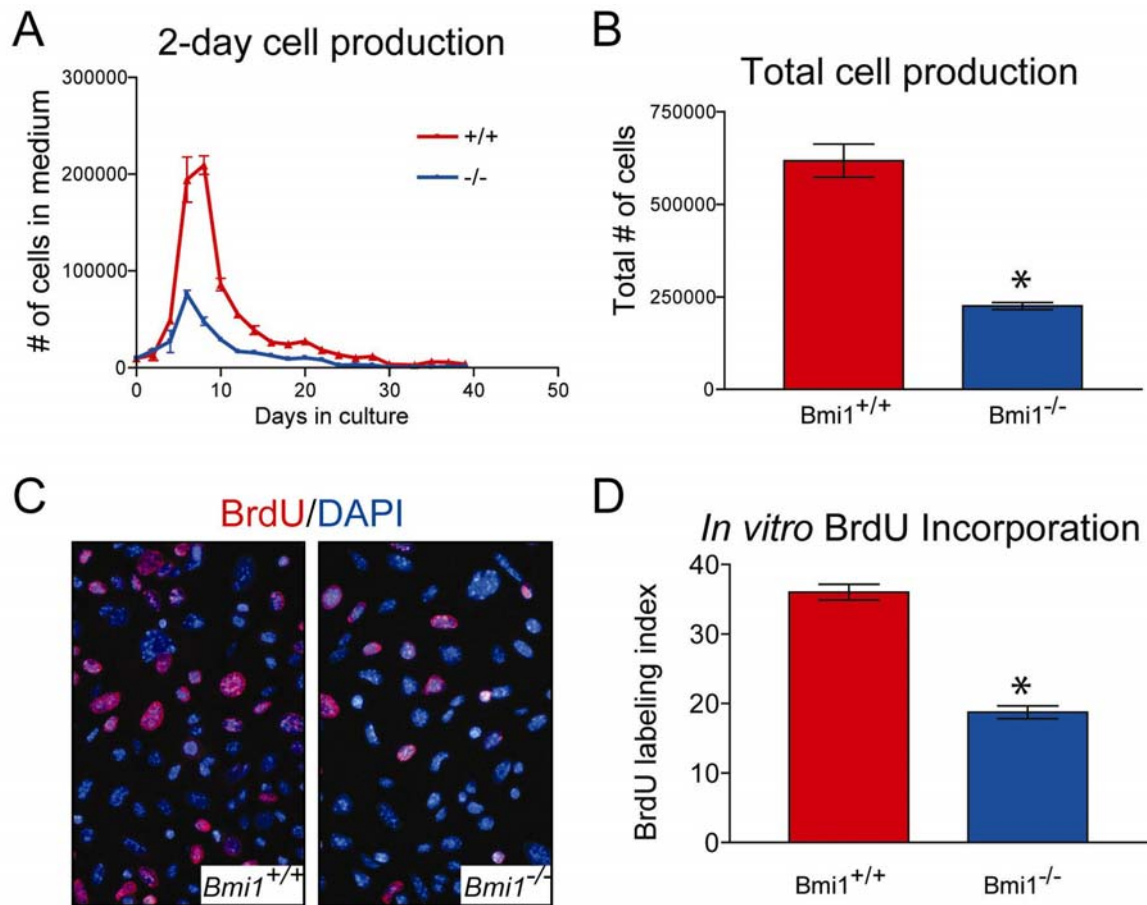 A
2-day cell production
300000
200000
100000
0
# of cells in medium
+/+
-/-
0 10 20 30 40 50
Days in culture
B
Total cell production
750000
500000
250000
0
Total # of cells
*
Bmi1+/+ Bmi1-/-
C
BrdU/DAPI
Bmi1+/+ Bmi1-/-
D
In vitro BrdU Incorporation
40
30
20
10
0
BrdU labeling index
*
Bmi1+/+ Bmi1-/-